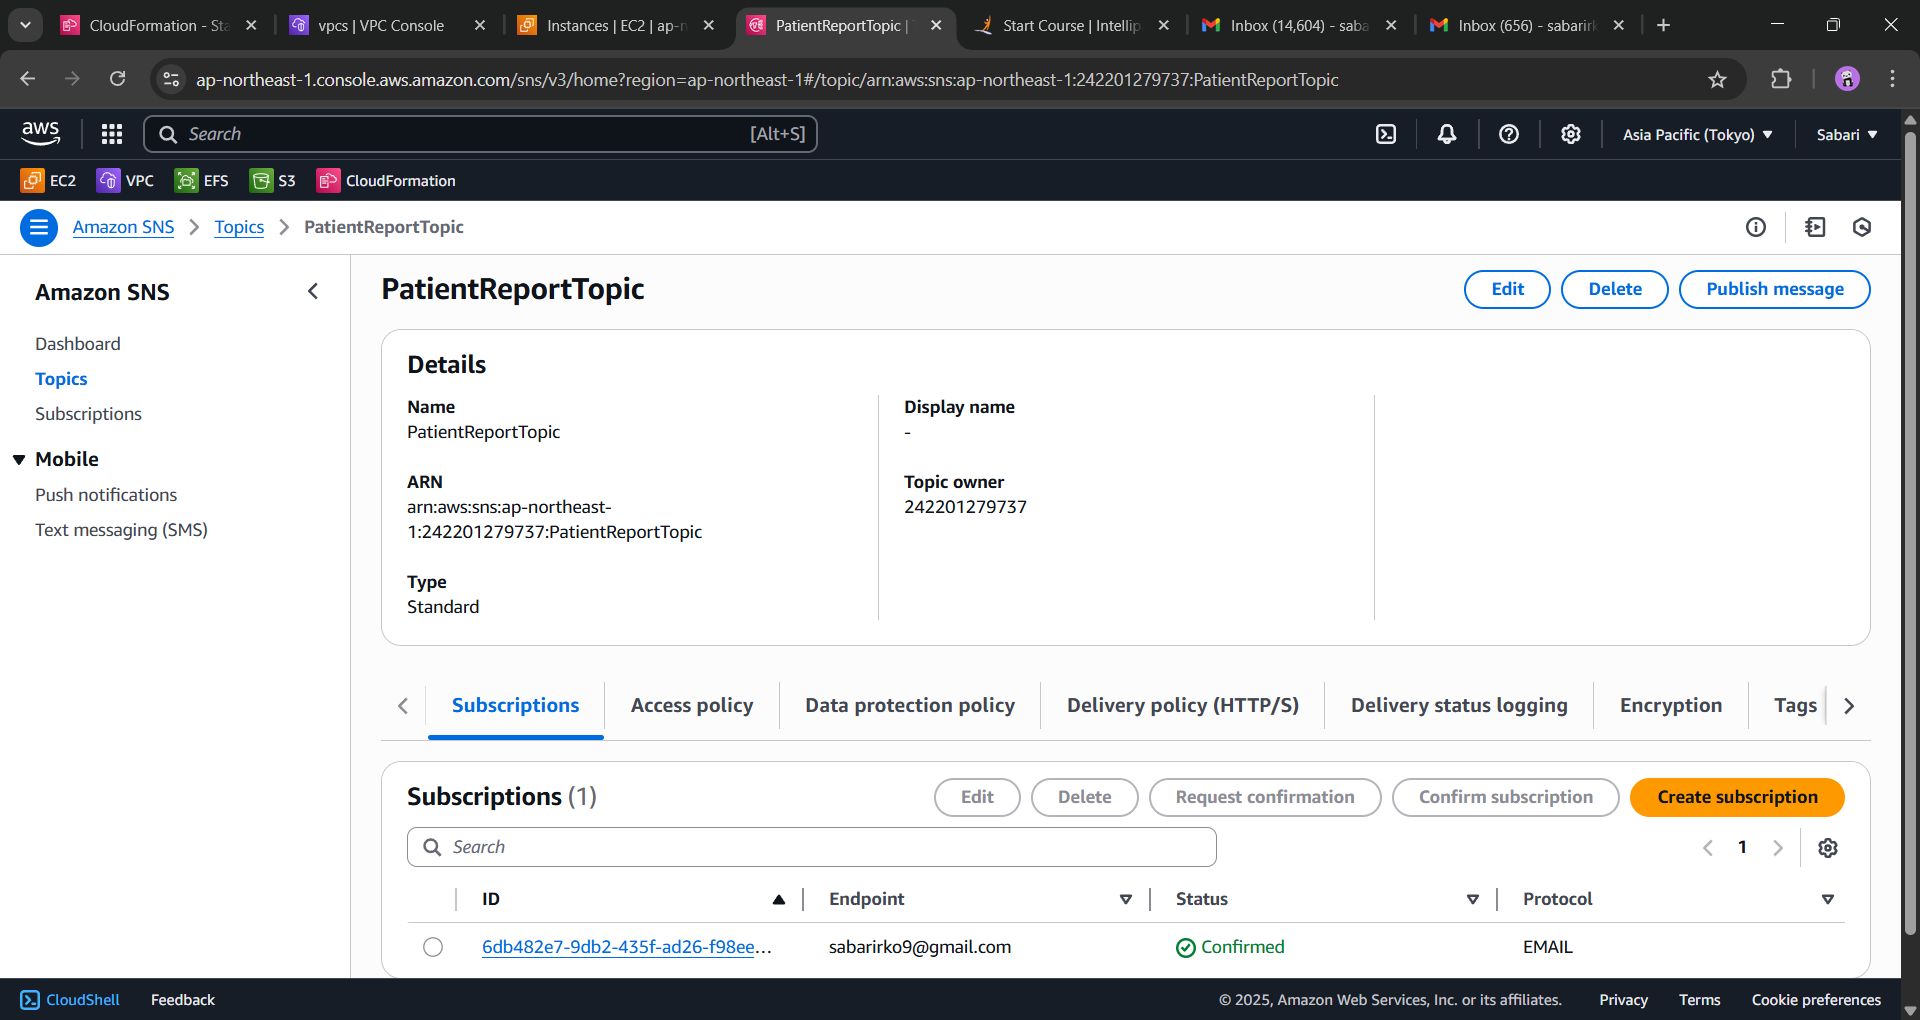 CloudFormation - Sta
vpcs | VPC Console
Instances | EC2 | ap-n
PatientReportTopic |
Start Course | Intellip
Inbox (14,604) - saba
Inbox (656) - sabarirk
ap-northeast-1.console.aws.amazon.com/sns/v3/home?region=ap-northeast-1#/topic/arn:aws:sns:ap-northeast-1:242201279737:PatientReportTopic
aws
Search
[Alt+S]
Asia Pacific (Tokyo)
Sabari
EC2
VPC
EFS
S3
CloudFormation
Amazon SNS
Topics
PatientReportTopic
Amazon SNS
Dashboard
Topics
Subscriptions
Mobile
Push notifications
Text messaging (SMS)
PatientReportTopic
Edit
Delete
Publish message
Details
Name
PatientReportTopic
ARN
arn:aws:sns:ap-northeast-
1:242201279737:PatientReportTopic
Type
Standard
Display name
-
Topic owner
242201279737
Subscriptions
Access policy
Data protection policy
Delivery policy (HTTP/S)
Delivery status logging
Encryption
Tags
Subscriptions (1)
Edit
Delete
Request confirmation
Confirm subscription
Create subscription
Search
1
ID
Endpoint
Status
Protocol
6db482e7-9db2-435f-ad26-f98ee...
sabarirko9@gmail.com
Confirmed
EMAIL
CloudShell
Feedback
© 2025, Amazon Web Services, Inc. or its affiliates.
Privacy
Terms
Cookie preferences